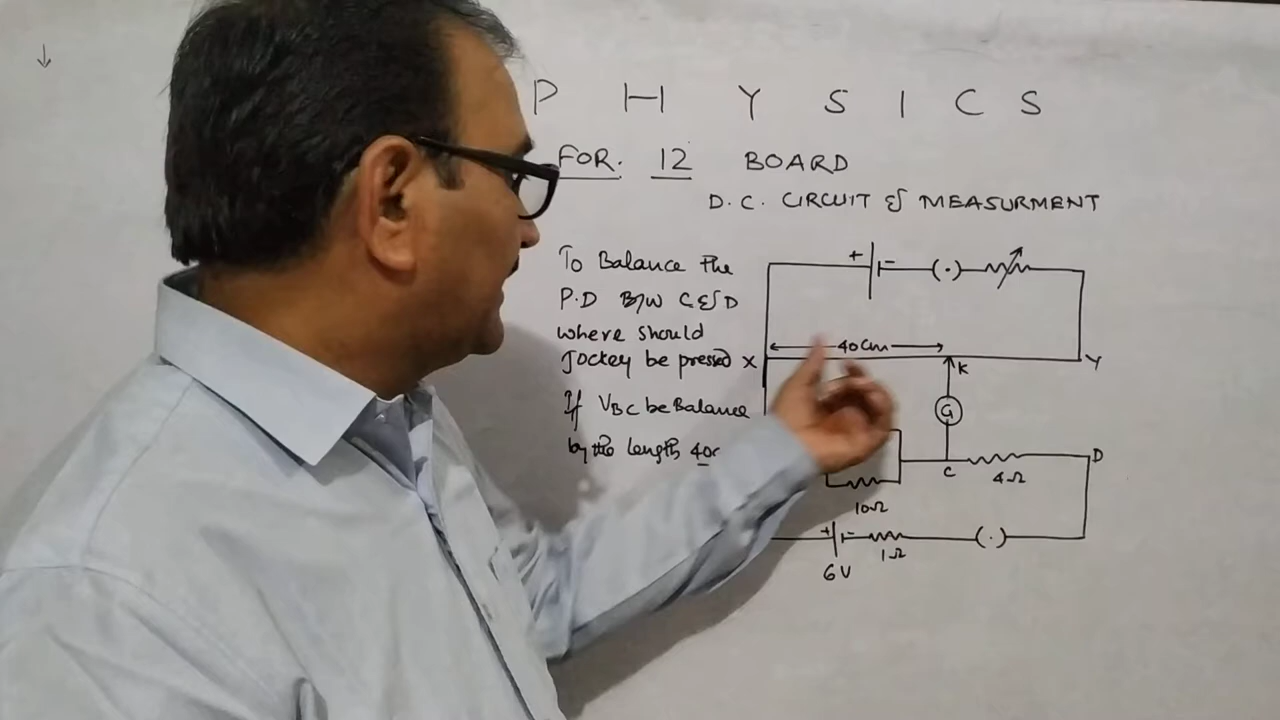 P H Y S I C S
FOR. 12 BOARD
D. C. CIRCUIT & MEASURMENT
To Balance the
P.D B/W C & D
where should
Jockey be pressed
If VBC be Balance
by the length 40c
+ -
(.)
40cm
X
K
Y
G
C
4Ω
D
10Ω
+ -
1Ω
(.)
6V